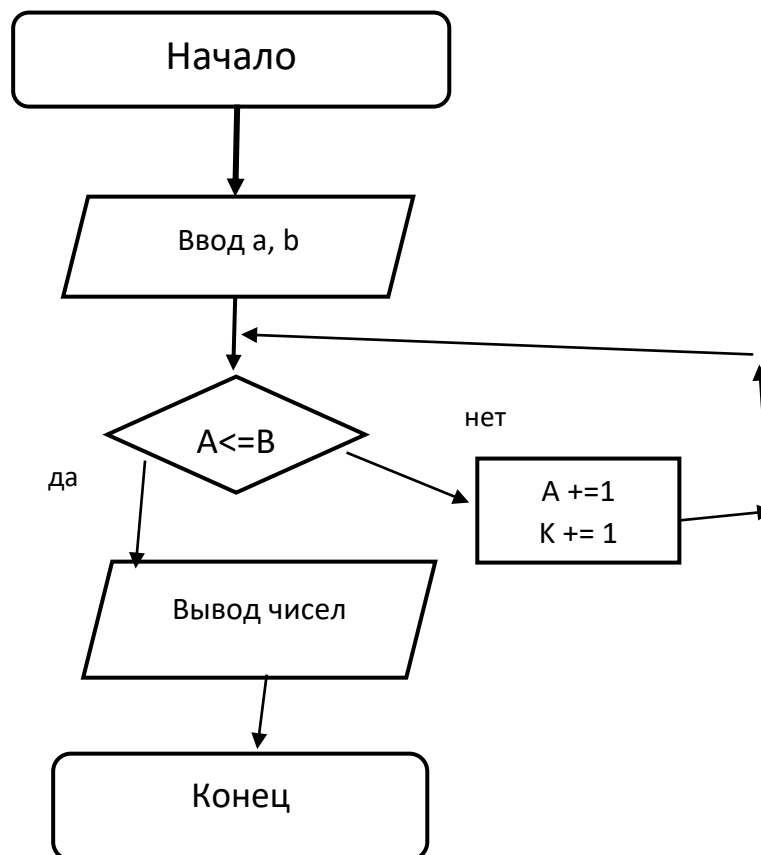 Начало
Ввод a, b
A<=B
нет
да
A +=1
K += 1
Вывод чисел
Конец